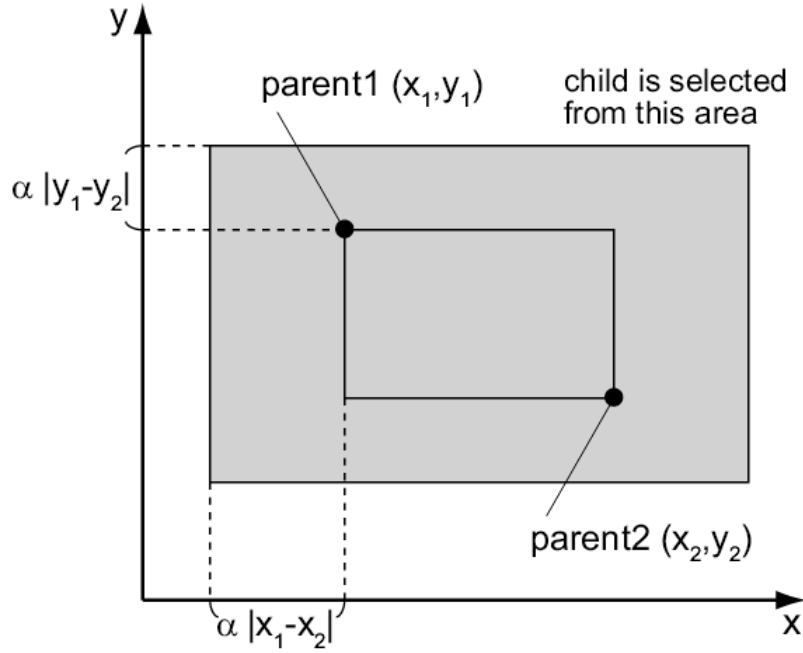 y
parent1 (x₁,y₁)
child is selected
from this area
α |y₁-y₂|
parent2 (x₂,y₂)
α |x₁-x₂|
x